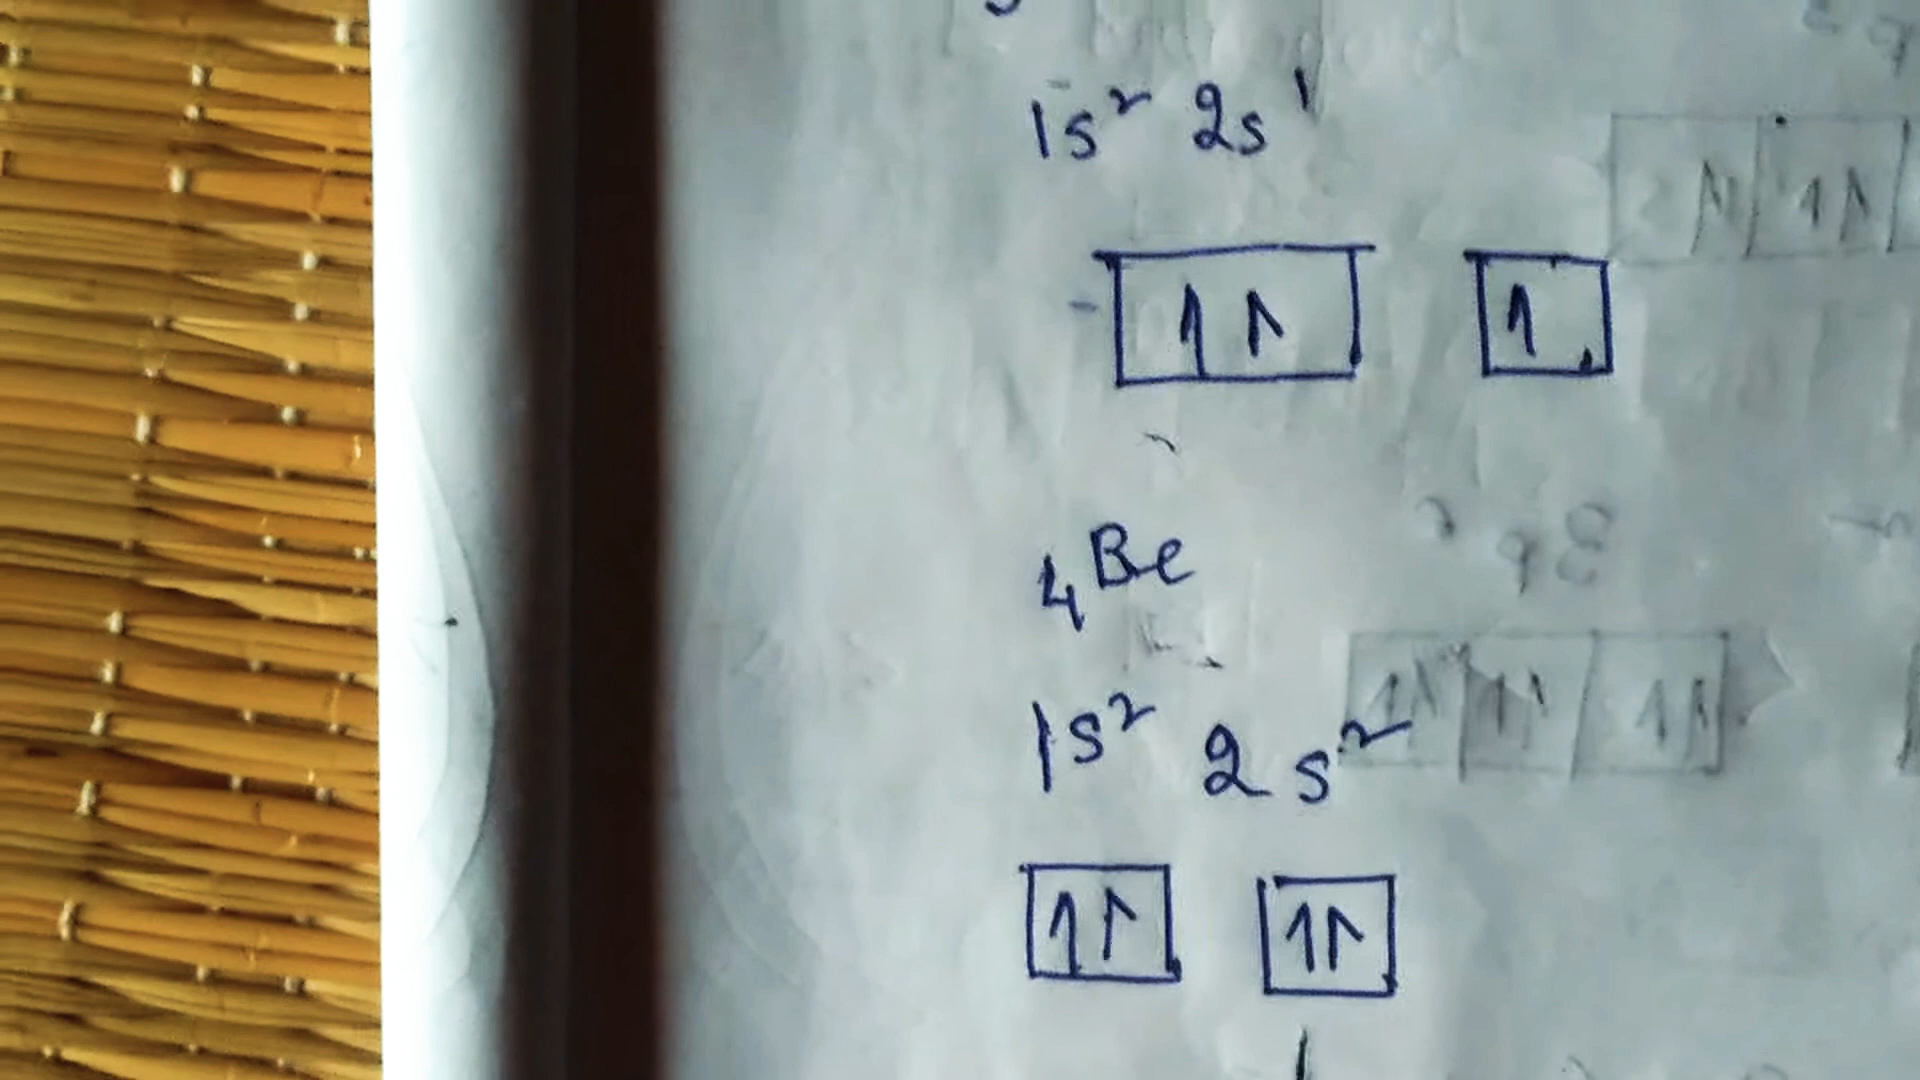 1s² 2s¹
↿↾ ↿
₄Be
1s² 2s²
↿↾ ↿↾